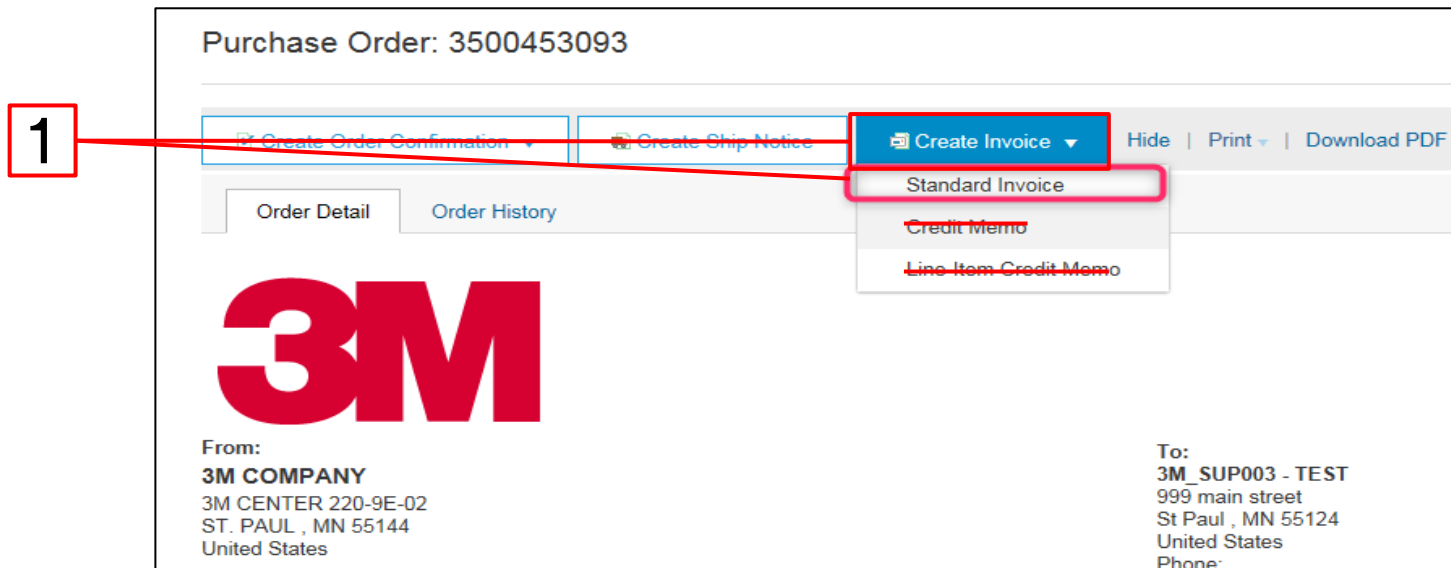 Purchase Order: 3500453093
1
Create Order Confirmation Create Ship Notice Create Invoice Hide | Print | Download PDF
Standard Invoice
Order Detail Order History
Credit Memo
Line-Item Credit Memo
3M
From:
3M COMPANY
3M CENTER 220-9E-02
ST. PAUL , MN 55144
United States
To:
3M_SUP003 - TEST
999 main street
St Paul , MN 55124
United States
Phone: